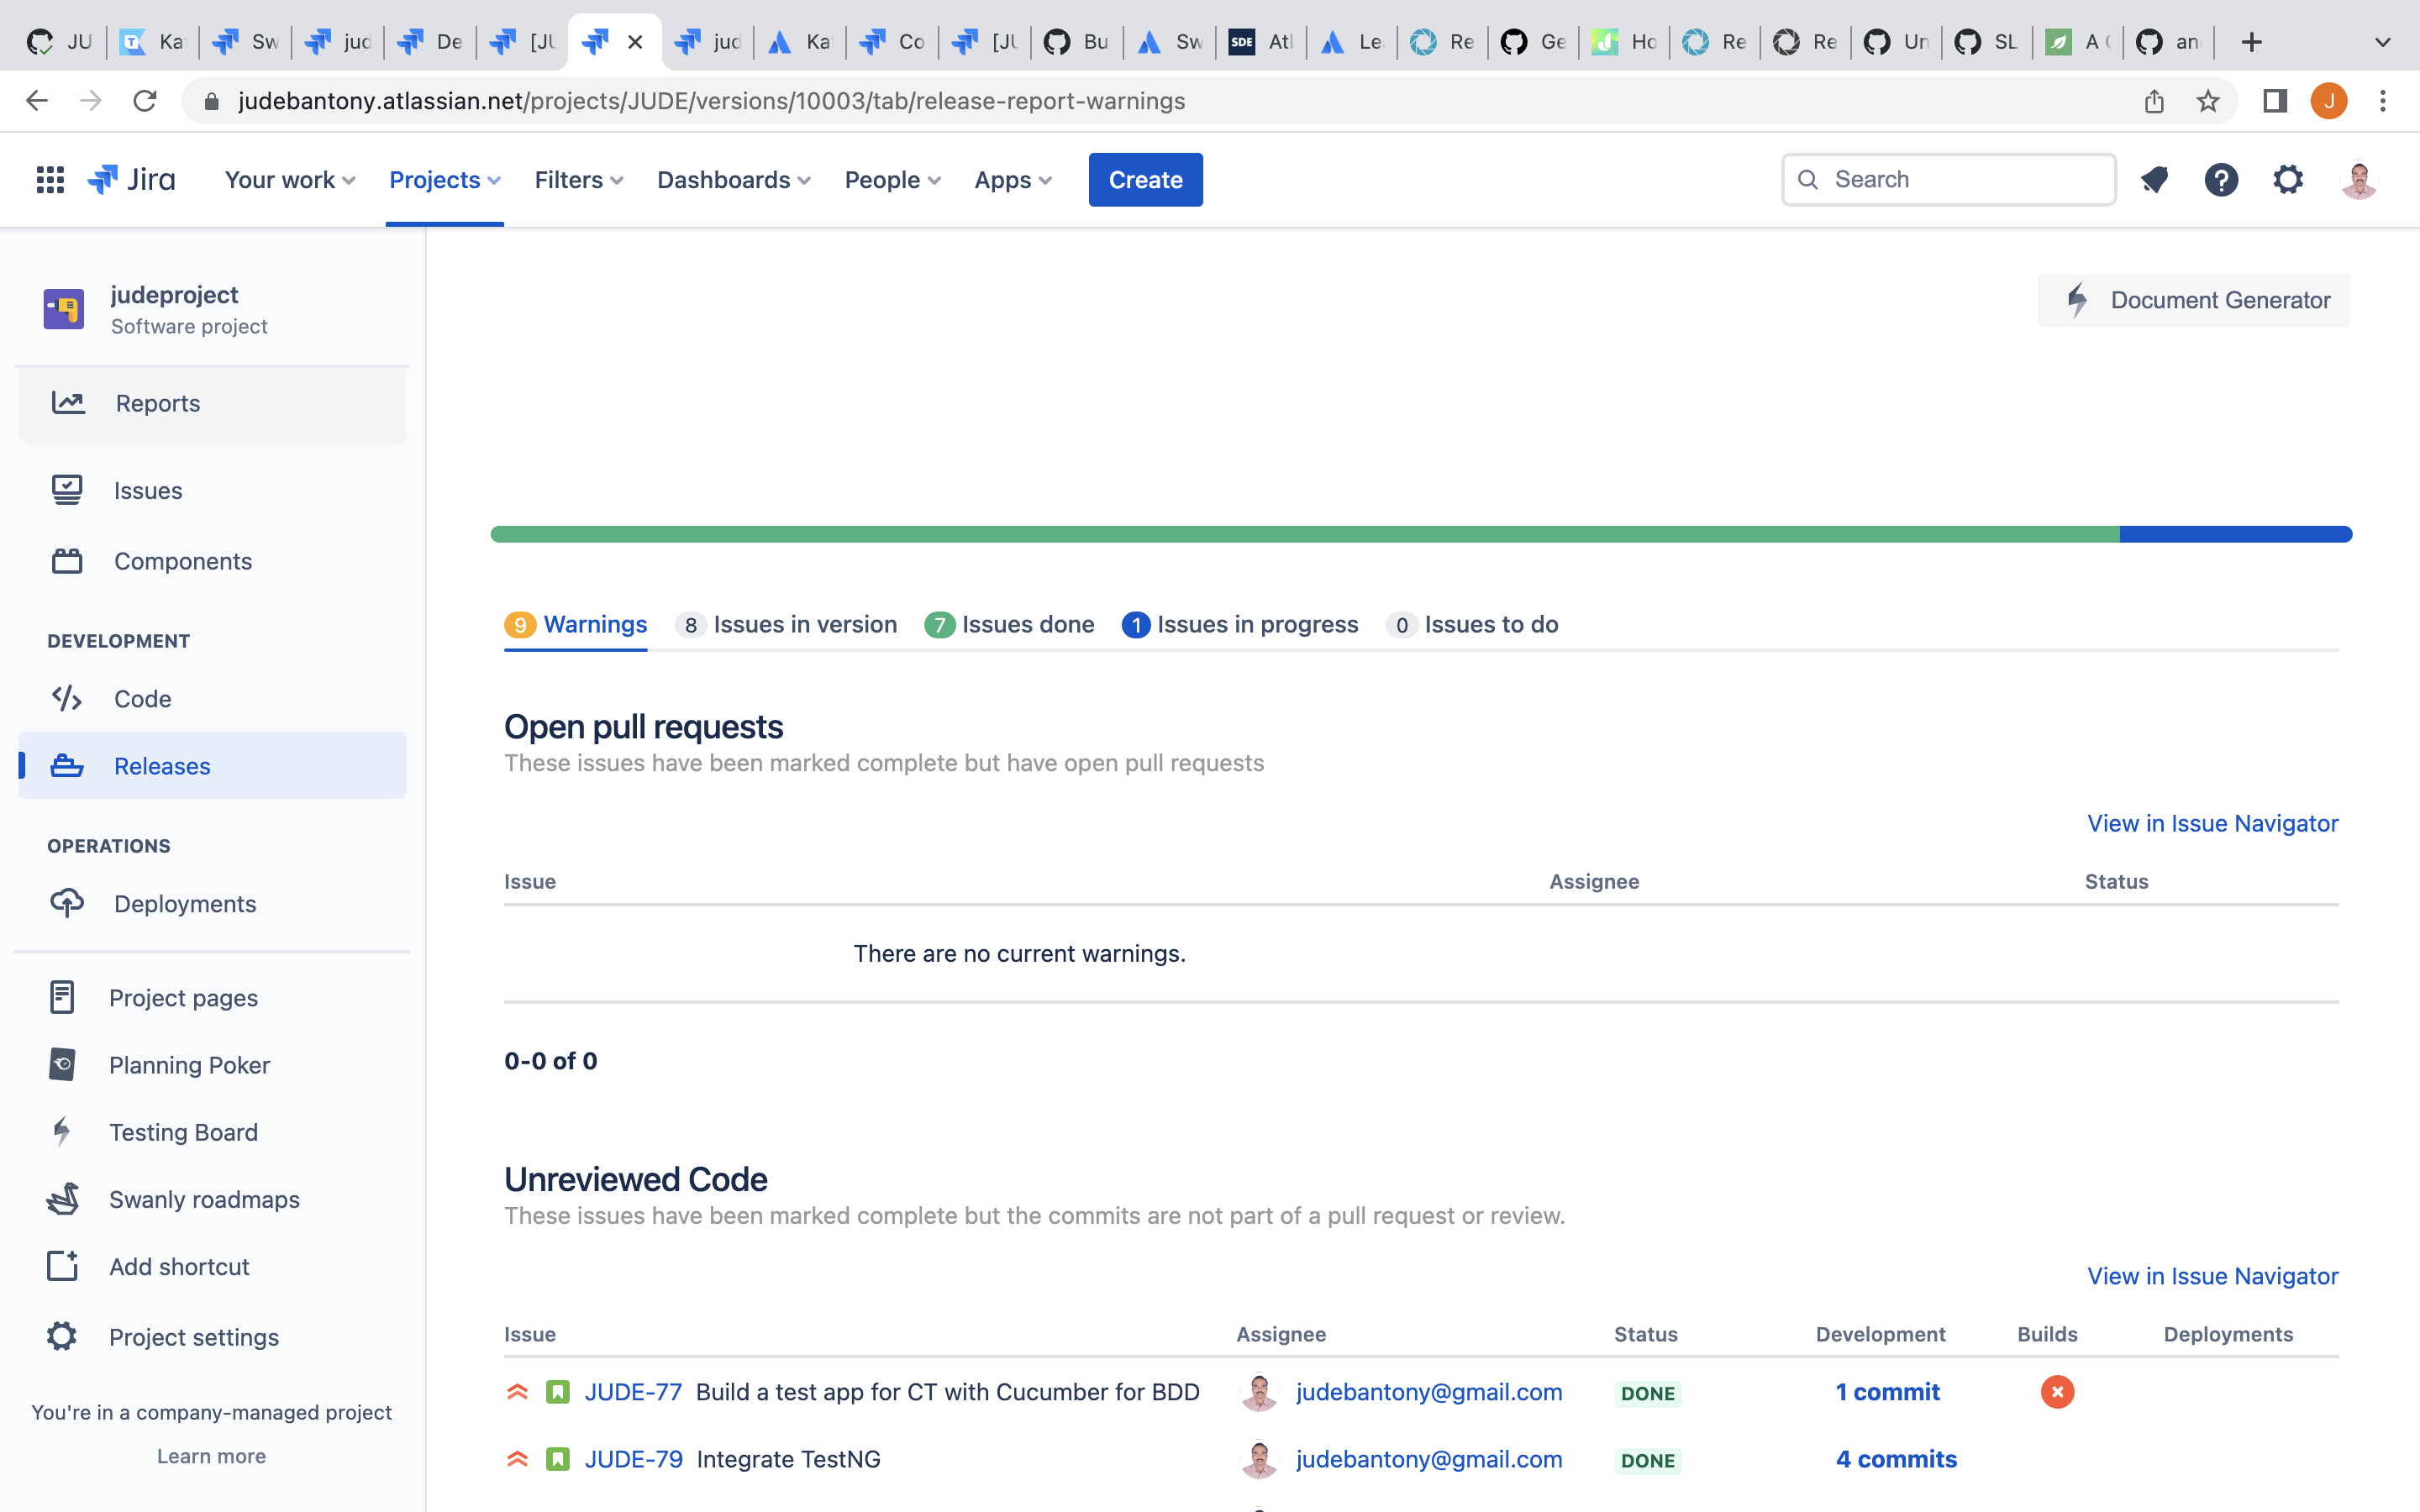 JU Ka Sw jud De [JU jud Ka Co [JU Bu Sw SDE Atl Le Re Ge Ho Re Re Un SL A an
judebantony.atlassian.net/projects/JUDE/versions/10003/tab/release-report-warnings J
Jira Your work Projects Filters Dashboards People Apps Create Search
judeproject
Software project
Document Generator
Reports
Issues
Components
9 Warnings 8 Issues in version 7 Issues done 1 Issues in progress 0 Issues to do
DEVELOPMENT
Code
Releases
OPERATIONS
Deployments
Project pages
Planning Poker
Testing Board
Swanly roadmaps
Add shortcut
Project settings
You're in a company-managed project
Learn more
Open pull requests
These issues have been marked complete but have open pull requests
View in Issue Navigator
Issue Assignee Status
There are no current warnings.
0-0 of 0
Unreviewed Code
These issues have been marked complete but the commits are not part of a pull request or review.
View in Issue Navigator
Issue Assignee Status Development Builds Deployments
JUDE-77 Build a test app for CT with Cucumber for BDD judebantony@gmail.com DONE 1 commit
JUDE-79 Integrate TestNG judebantony@gmail.com DONE 4 commits